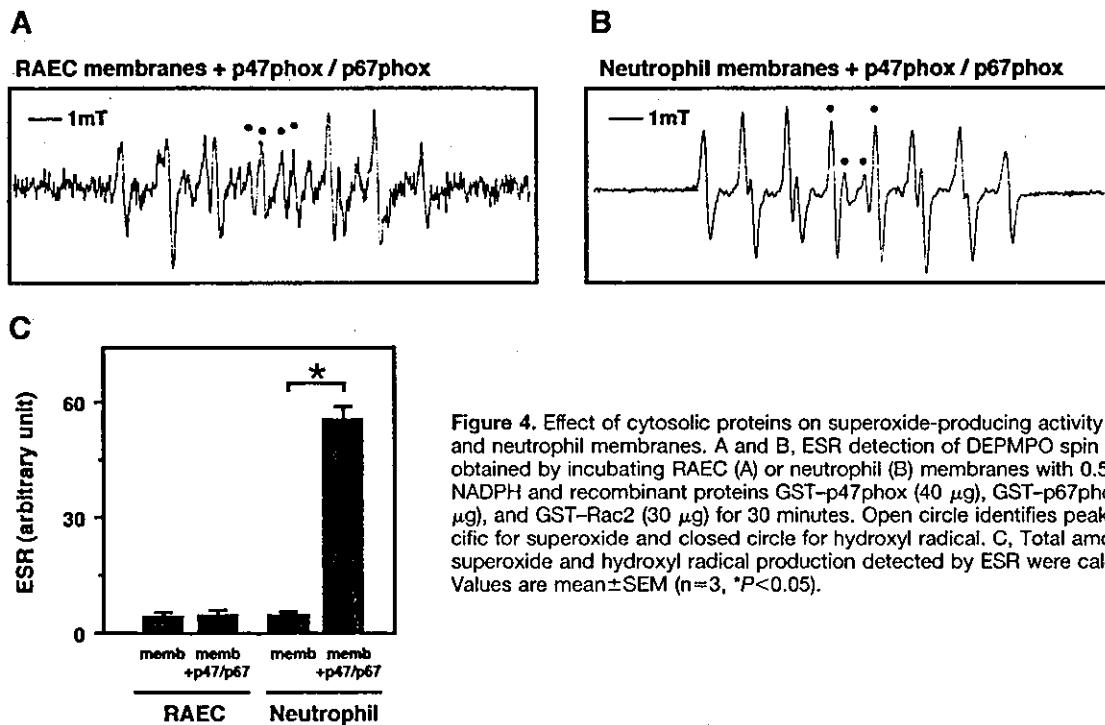 A
B
RAEC membranes + p47phox / p67phox
Neutrophil membranes + p47phox / p67phox
1mT
1mT
C
ESR (arbitrary unit)
60
30
0
*
memb
memb
+p47/p67
memb
memb
+p47/p67
RAEC
Neutrophil
Figure 4. Effect of cytosolic proteins on superoxide-producing activity
and neutrophil membranes. A and B, ESR detection of DEPMPO spin
obtained by incubating RAEC (A) or neutrophil (B) membranes with 0.5
NADPH and recombinant proteins GST–p47phox (40 μg), GST–p67pho
μg), and GST–Rac2 (30 μg) for 30 minutes. Open circle identifies peak
cific for superoxide and closed circle for hydroxyl radical. C, Total amo
superoxide and hydroxyl radical production detected by ESR were cal
Values are mean±SEM (n=3, *P<0.05).